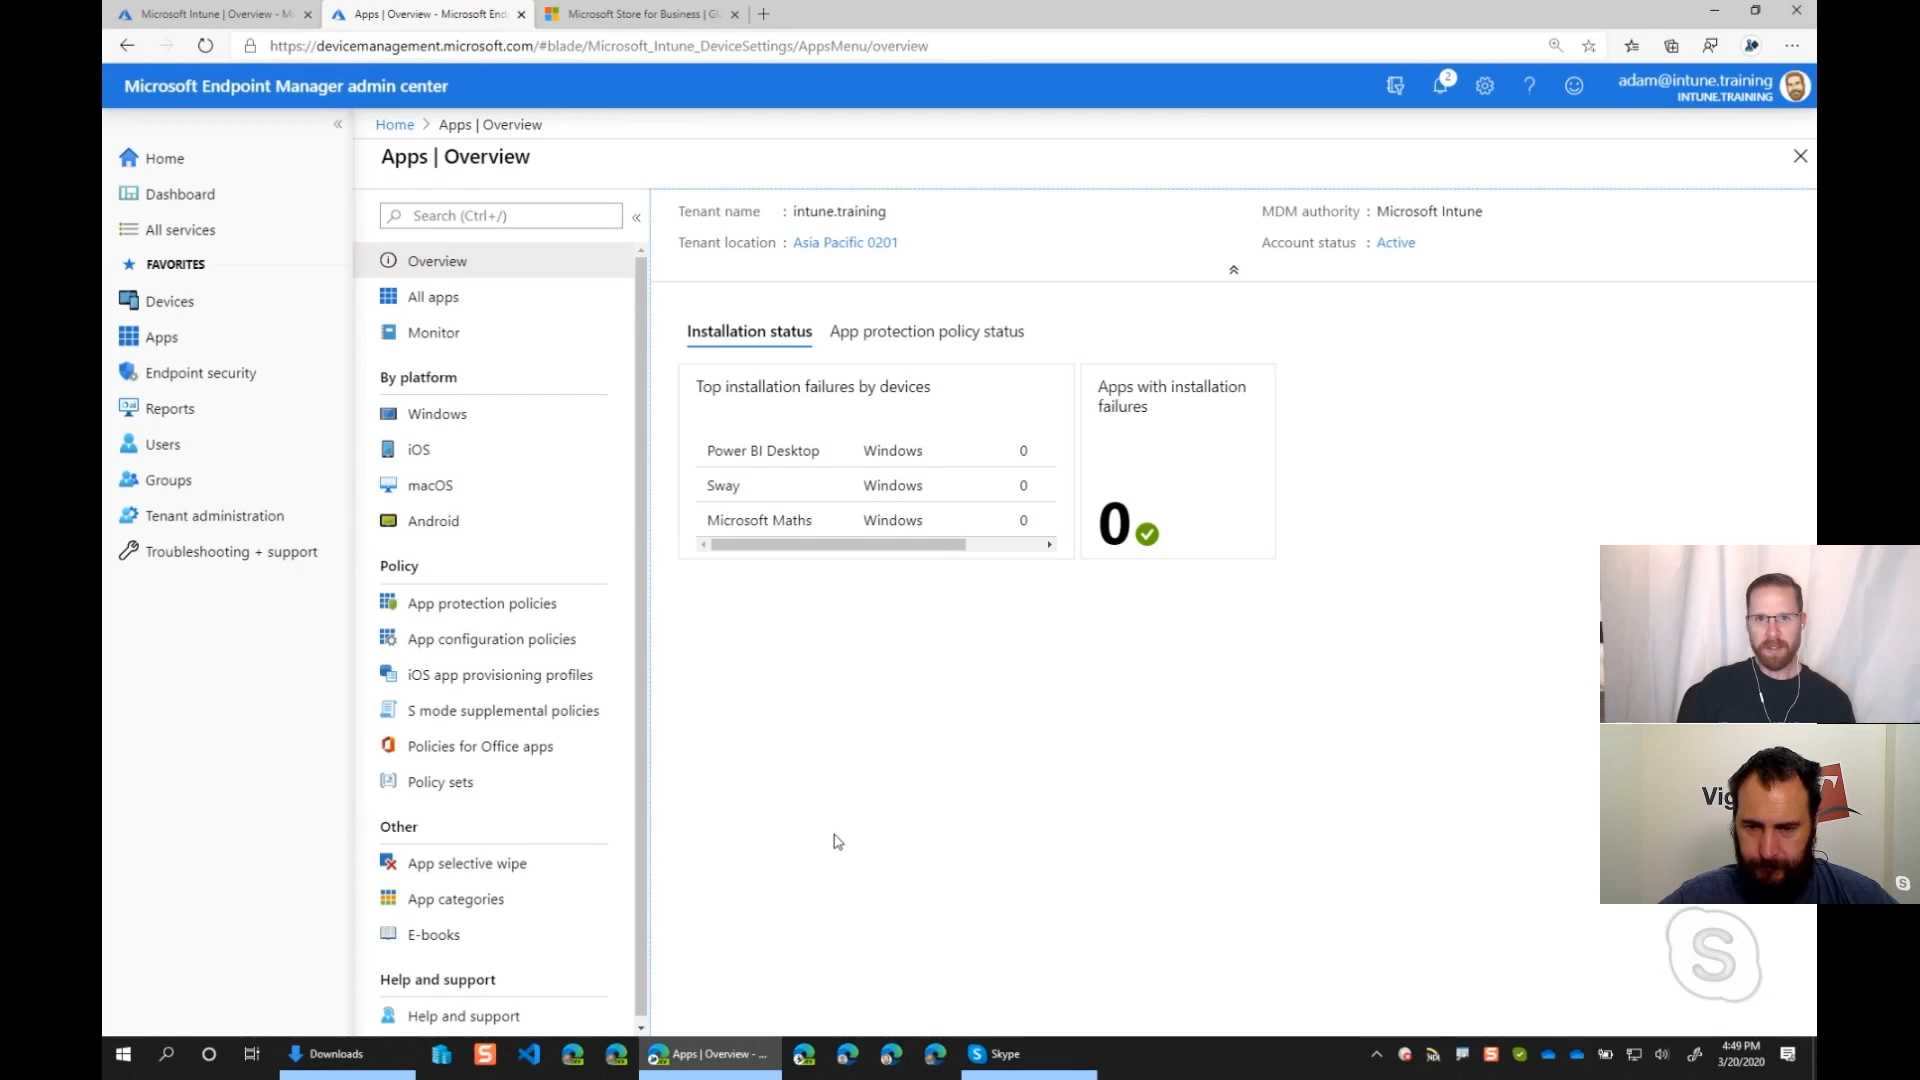 Microsoft Intune | Overview - M
Apps | Overview - Microsoft End
Microsoft Store for Business | Gl
https://devicemanagement.microsoft.com/#blade/Microsoft_Intune_DeviceSettings/AppsMenu/overview
Microsoft Endpoint Manager admin center
2
adam@intune.training
INTUNE.TRAINING
Home
Dashboard
All services
FAVORITES
Devices
Apps
Endpoint security
Reports
Users
Groups
Tenant administration
Troubleshooting + support
Home > Apps | Overview
Apps | Overview
Search (Ctrl+/)
Overview
All apps
Monitor
By platform
Windows
iOS
macOS
Android
Policy
App protection policies
App configuration policies
iOS app provisioning profiles
S mode supplemental policies
Policies for Office apps
Policy sets
Other
App selective wipe
App categories
E-books
Help and support
Help and support
Tenant name : intune.training
Tenant location : Asia Pacific 0201
MDM authority : Microsoft Intune
Account status : Active
Installation status
App protection policy status
Top installation failures by devices
Power BI Desktop Windows 0
Sway Windows 0
Microsoft Maths Windows 0
Apps with installation
failures
0
Vig
S
Downloads
Apps | Overview - ...
Skype
4:49 PM
3/20/2020